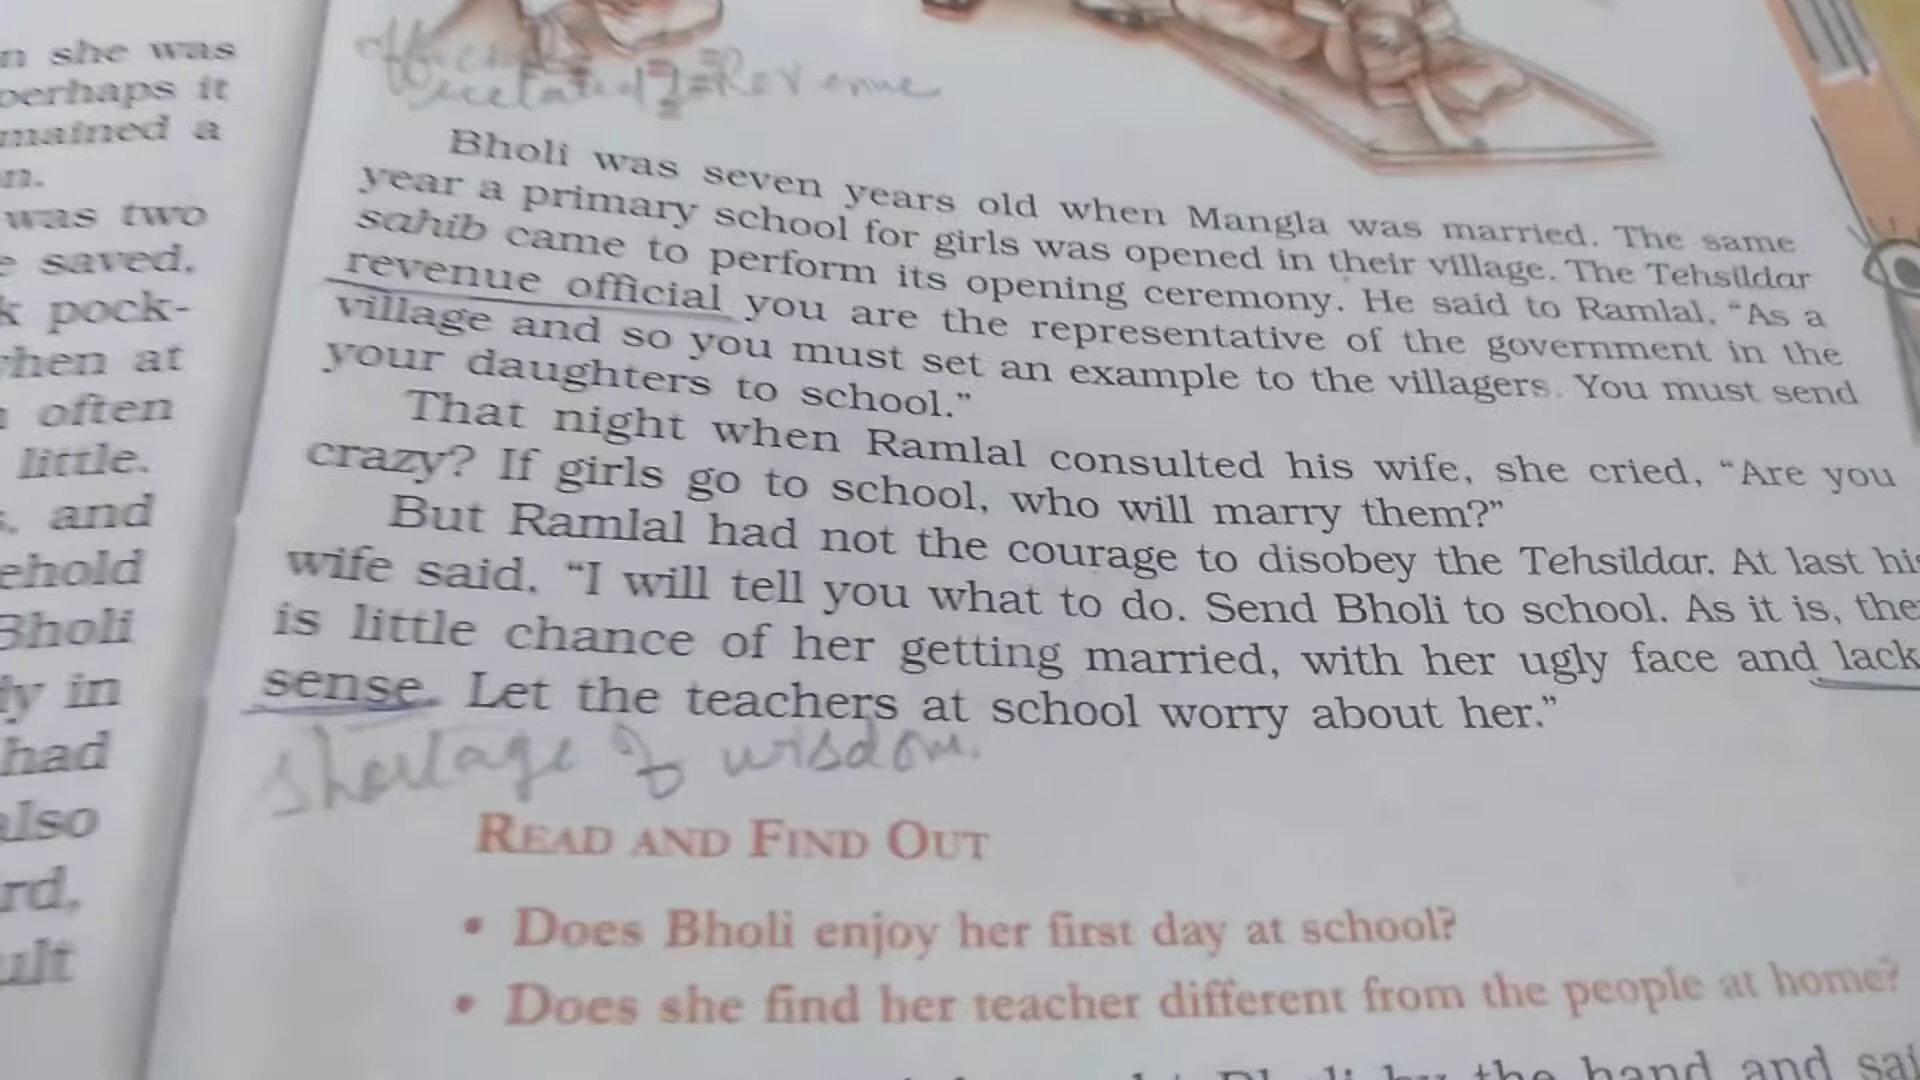 n she was
perhaps it
mained a
n.
was two
e saved.
k pock-
hen at
often
little.
, and
ehold
Bholi
ly in
had
also
rd,
ult
Revenue
Bholi was seven years old when Mangla was married. The same
year a primary school for girls was opened in their village. The Tehsildar
sahib came to perform its opening ceremony. He said to Ramlal, “As a
revenue official you are the representative of the government in the
village and so you must set an example to the villagers. You must send
your daughters to school.”
That night when Ramlal consulted his wife, she cried, “Are you
crazy? If girls go to school, who will marry them?”
But Ramlal had not the courage to disobey the Tehsildar. At last his
wife said, “I will tell you what to do. Send Bholi to school. As it is, the
is little chance of her getting married, with her ugly face and lack
sense. Let the teachers at school worry about her.”
Shortage of wisdom.
READ AND FIND OUT
• Does Bholi enjoy her first day at school?
• Does she find her teacher different from the people at home?
Bholi by the hand and sai